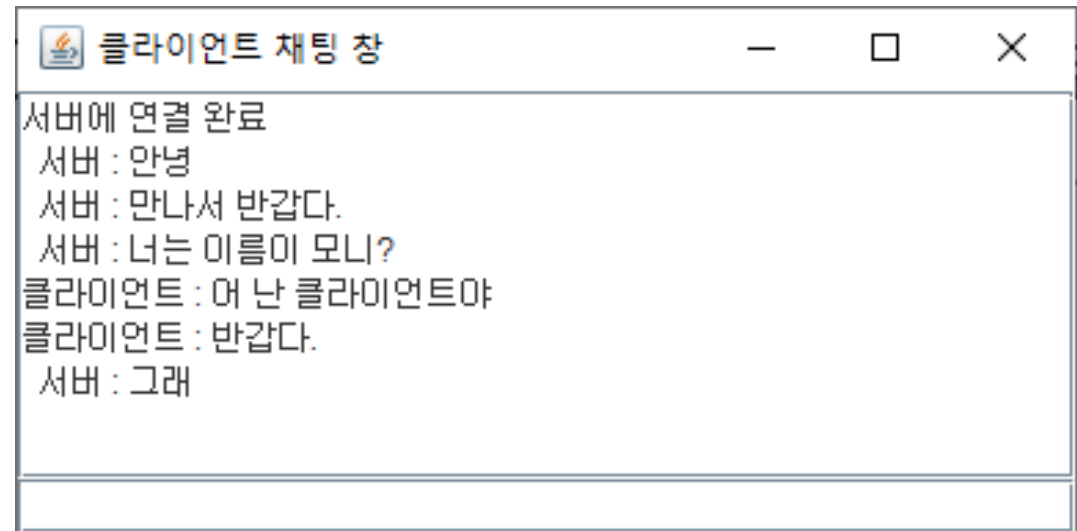 클라이언트 채팅 창
서버에 연결 완료
서버 : 안녕
서버 : 만나서 반갑다.
서버 : 너는 이름이 모니?
클라이언트 : 어 난 클라이언트야
클라이언트 : 반갑다.
서버 : 그래